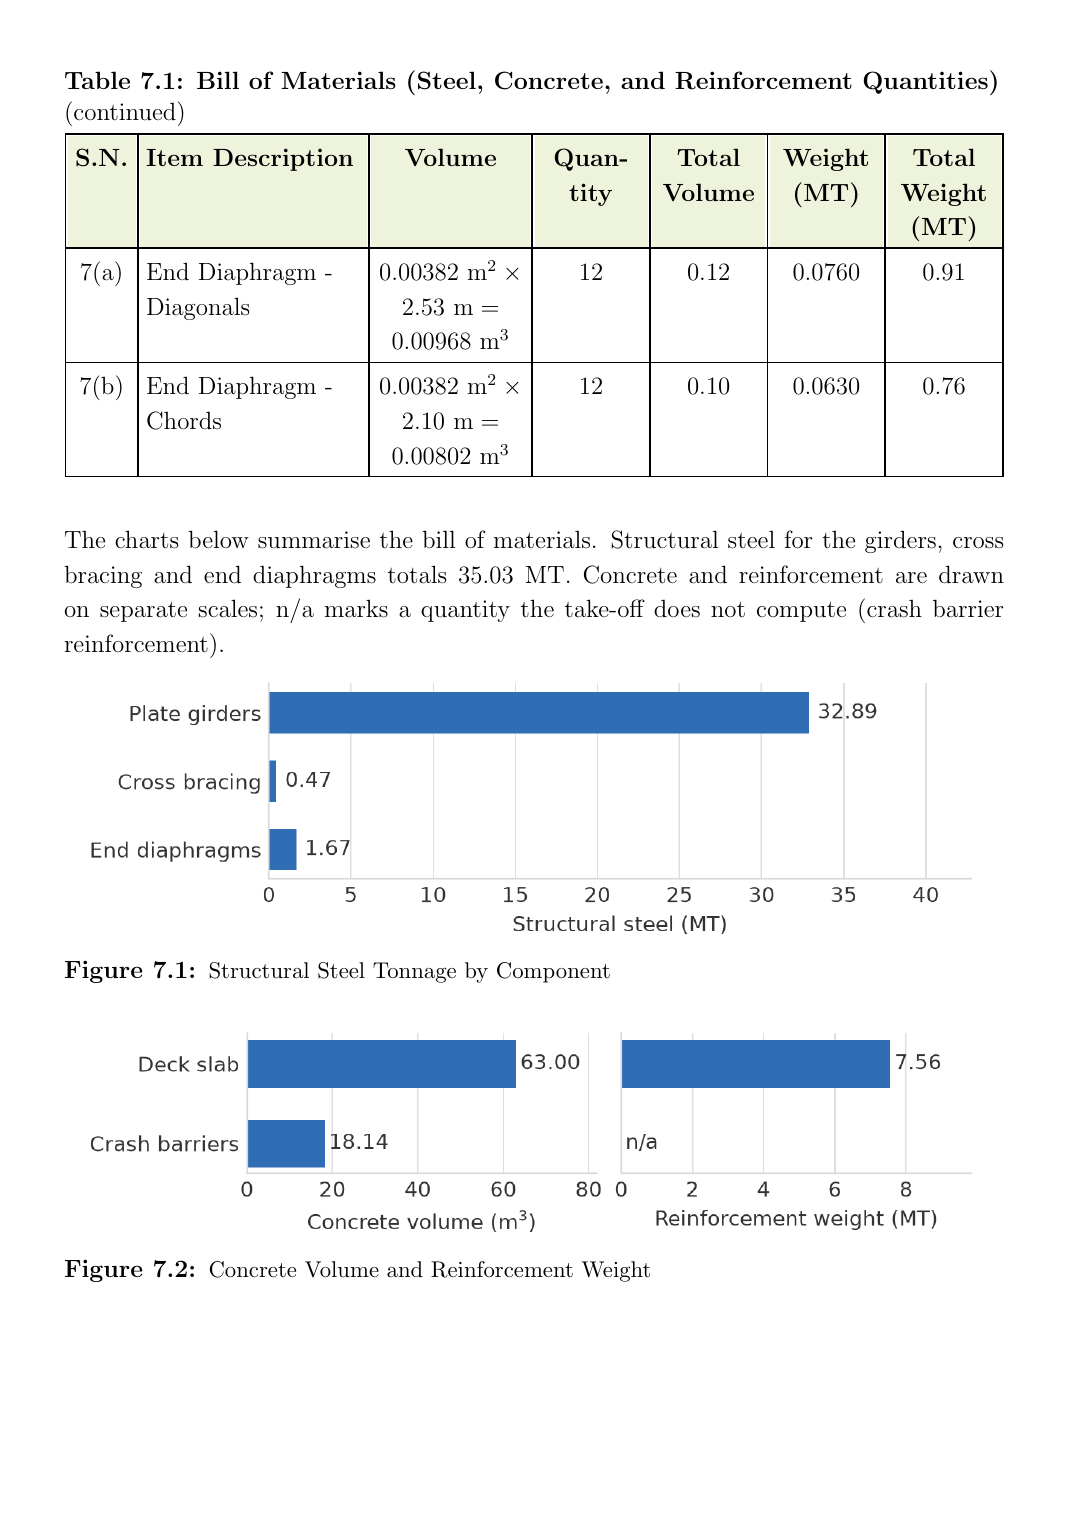 Table 7.1: Bill of Materials (Steel, Concrete, and Reinforcement Quantities)
(continued)
S.N. Item Description Volume Quan-tity Total Volume Weight (MT) Total Weight (MT)
7(a) End Diaphragm - Diagonals 0.00382 m² × 2.53 m = 0.00968 m³ 12 0.12 0.0760 0.91
7(b) End Diaphragm - Chords 0.00382 m² × 2.10 m = 0.00802 m³ 12 0.10 0.0630 0.76
The charts below summarise the bill of materials. Structural steel for the girders, cross
bracing and end diaphragms totals 35.03 MT. Concrete and reinforcement are drawn
on separate scales; n/a marks a quantity the take-off does not compute (crash barrier
reinforcement).
Plate girders 32.89
Cross bracing 0.47
End diaphragms 1.67
0 5 10 15 20 25 30 35 40
Structural steel (MT)
Figure 7.1: Structural Steel Tonnage by Component
Deck slab 63.00 7.56
Crash barriers 18.14 n/a
0 20 40 60 80 0 2 4 6 8
Concrete volume (m³) Reinforcement weight (MT)
Figure 7.2: Concrete Volume and Reinforcement Weight